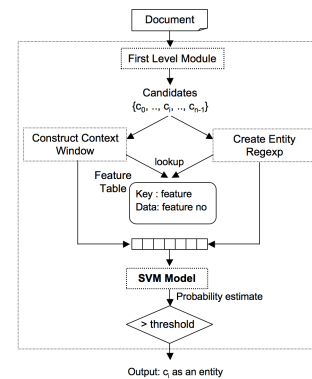 Document
First Level Module
Candidates
{c0, .., ci, .., cn-1}
Construct Context
Window
Create Entity
Regexp
lookup
Feature
Table
Key : feature
Data: feature no
SVM Model
Probability estimate
> threshold
Output: ci as an entity